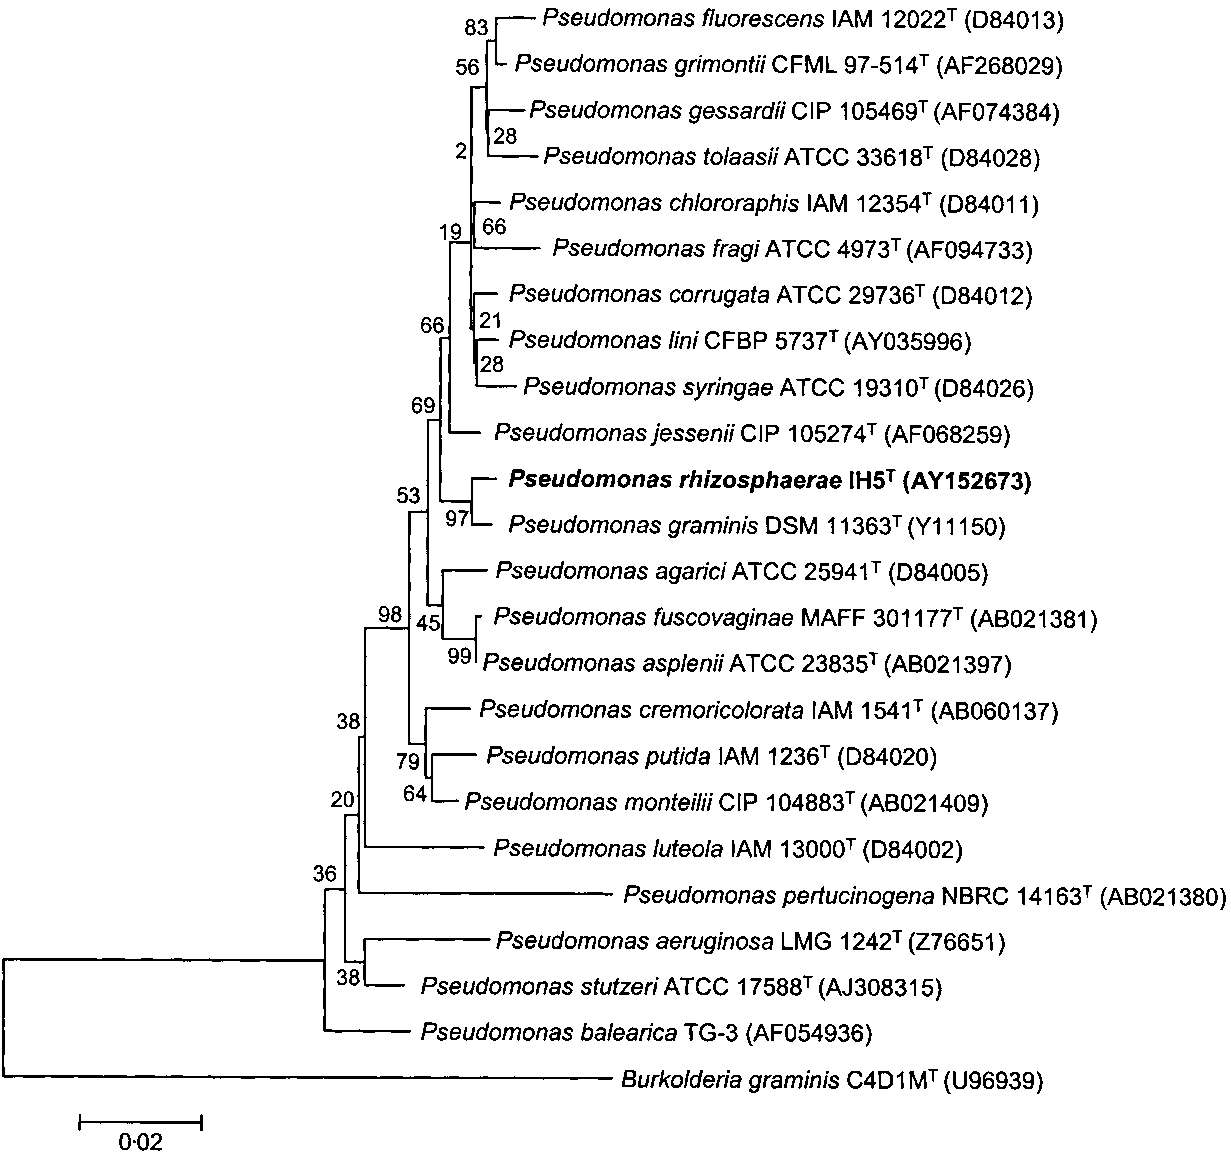 83
Pseudomonas fluorescens IAM 12022ᵀ (D84013)
56
Pseudomonas grimontii CFML 97-514ᵀ (AF268029)
Pseudomonas gessardii CIP 105469ᵀ (AF074384)
28
2
Pseudomonas tolaasii ATCC 33618ᵀ (D84028)
Pseudomonas chlororaphis IAM 12354ᵀ (D84011)
19
66
Pseudomonas fragi ATCC 4973ᵀ (AF094733)
Pseudomonas corrugata ATCC 29736ᵀ (D84012)
21
66
Pseudomonas lini CFBP 5737ᵀ (AY035996)
28
Pseudomonas syringae ATCC 19310ᵀ (D84026)
69
Pseudomonas jessenii CIP 105274ᵀ (AF068259)
Pseudomonas rhizosphaerae IH5ᵀ (AY152673)
53
97
Pseudomonas graminis DSM 11363ᵀ (Y11150)
Pseudomonas agarici ATCC 25941ᵀ (D84005)
98
45
Pseudomonas fuscovaginae MAFF 301177ᵀ (AB021381)
99
Pseudomonas asplenii ATCC 23835ᵀ (AB021397)
38
Pseudomonas cremoricolorata IAM 1541ᵀ (AB060137)
79
Pseudomonas putida IAM 1236ᵀ (D84020)
20
64
Pseudomonas monteilii CIP 104883ᵀ (AB021409)
Pseudomonas luteola IAM 13000ᵀ (D84002)
36
Pseudomonas pertucinogena NBRC 14163ᵀ (AB021380)
Pseudomonas aeruginosa LMG 1242ᵀ (Z76651)
38
Pseudomonas stutzeri ATCC 17588ᵀ (AJ308315)
Pseudomonas balearica TG-3 (AF054936)
Burkolderia graminis C4D1Mᵀ (U96939)
0·02